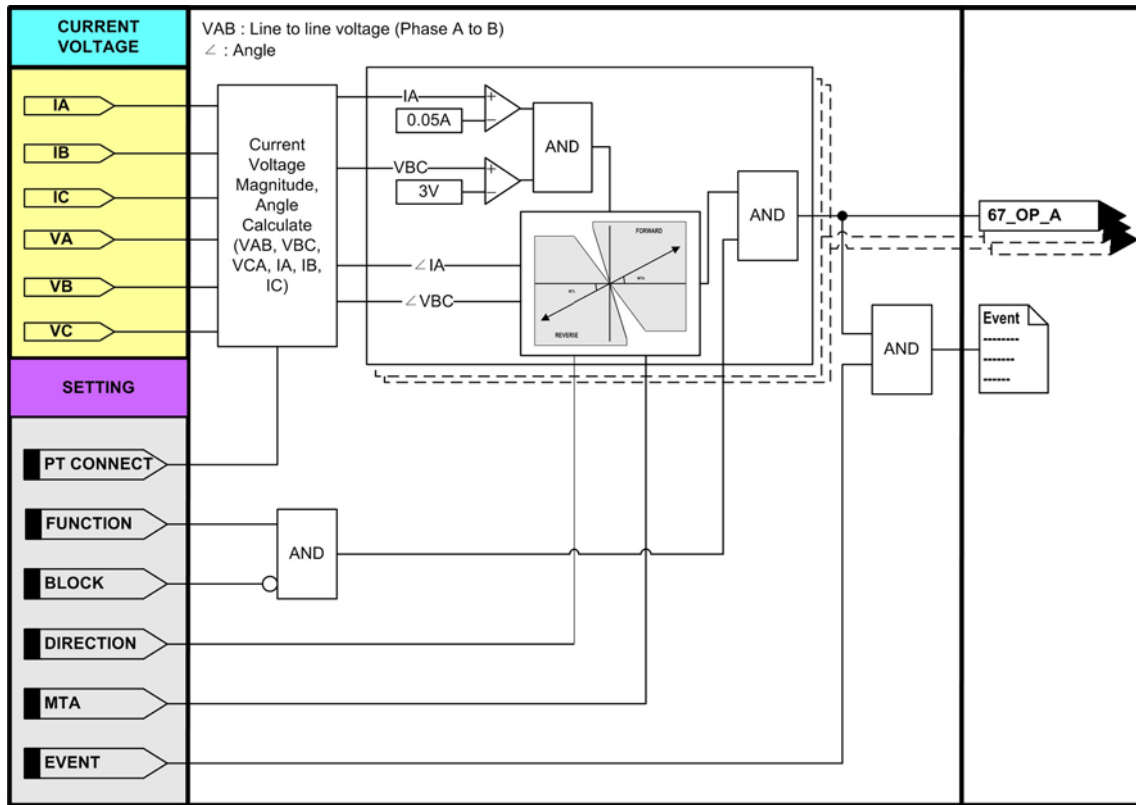 CURRENT
VOLTAGE
VAB : Line to line voltage (Phase A to B)
∠ : Angle
IA
IB
IC
VA
VB
VC
Current
Voltage
Magnitude,
Angle
Calculate
(VAB, VBC,
VCA, IA, IB,
IC)
IA
0.05A
+
−
VBC
3V
+
−
AND
∠IA
∠VBC
FORWARD
MTA
MTA
REVERSE
AND
67_OP_A
AND
Event
SETTING
PT CONNECT
FUNCTION
BLOCK
AND
DIRECTION
MTA
EVENT